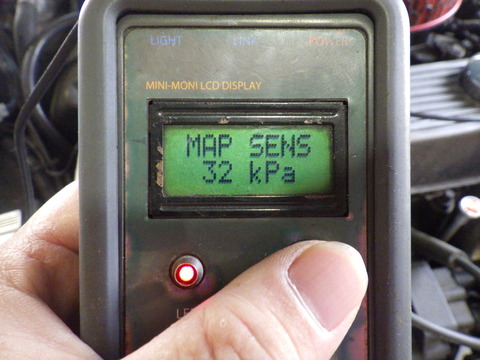 LIGHT LINK POWER
MINI-MONI LCD DISPLAY
MAP SENS
32 kPa